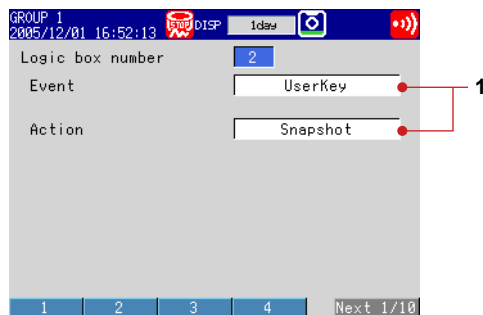 GROUP 1
2005/12/01 16:52:13 STOP DISP 1day
Logic box number 2
Event UserKey
1
Action Snapshot
1 2 3 4 Next 1/10